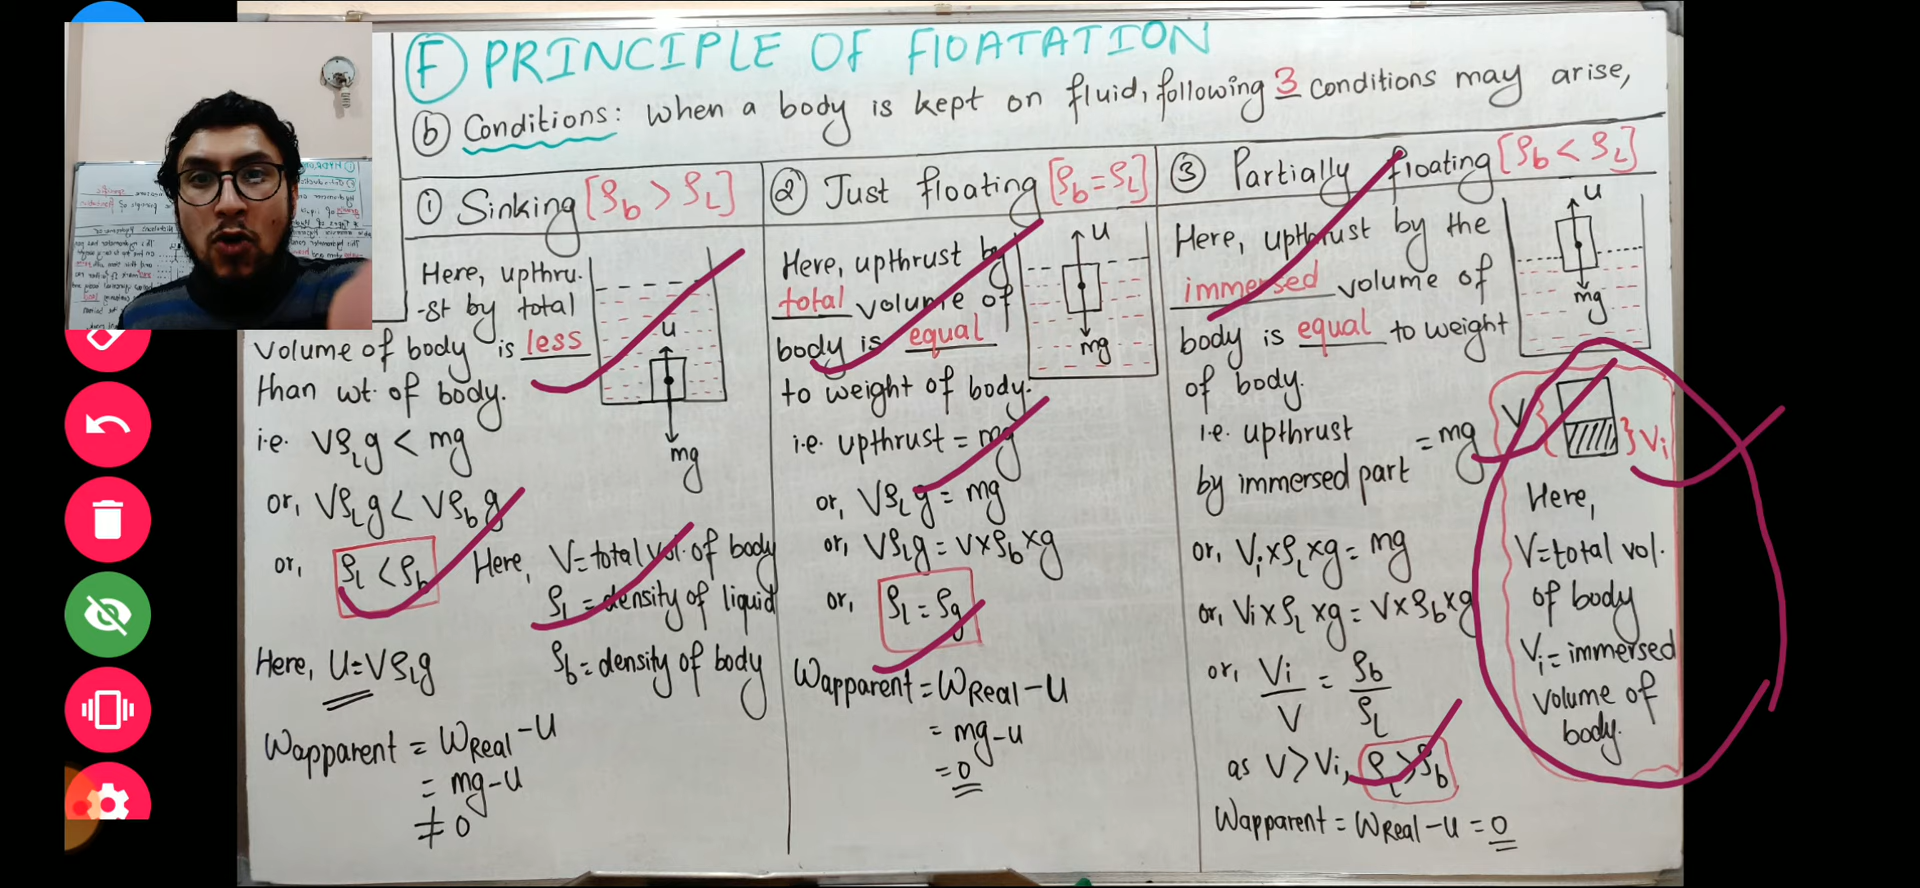 F PRINCIPLE OF FlOATATION
b Conditions: When a body is kept on fluid, following 3 conditions may arise,
① Sinking [ρb > ρL]
Here, upthru-
-st by total
volume of body is less
than wt. of body.
i.e. VρLg < mg
or, VρLg < Vρbg
or, ρL < ρb
Here, V = total vol. of body
ρL = density of liquid
ρb = density of body
Here, U = VρLg
Wapparent = WReal - U
= mg - U
≠ 0
U
mg
② Just floating [ρb = ρL]
Here, upthrust by
total volume of
body is equal
to weight of body.
i.e. upthrust = mg
or, VρLg = mg
or, VρLg = V×ρb×g
or, ρL = ρg
Wapparent = WReal - U
= mg - U
= 0
U
mg
③ Partially floating [ρb < ρL]
Here, upthrust by the
immersed volume of
body is equal to weight
of body.
i.e. upthrust
by immersed part = mg
or, Vi×ρL×g = mg
or, Vi×ρL×g = V×ρb×g
or, Vi/V = ρb/ρL
as V > Vi, ρL > ρb
Wapparent = WReal - U = 0
U
mg
V { } Vi
Here,
V = total vol.
of body
Vi = immersed
volume of
body.